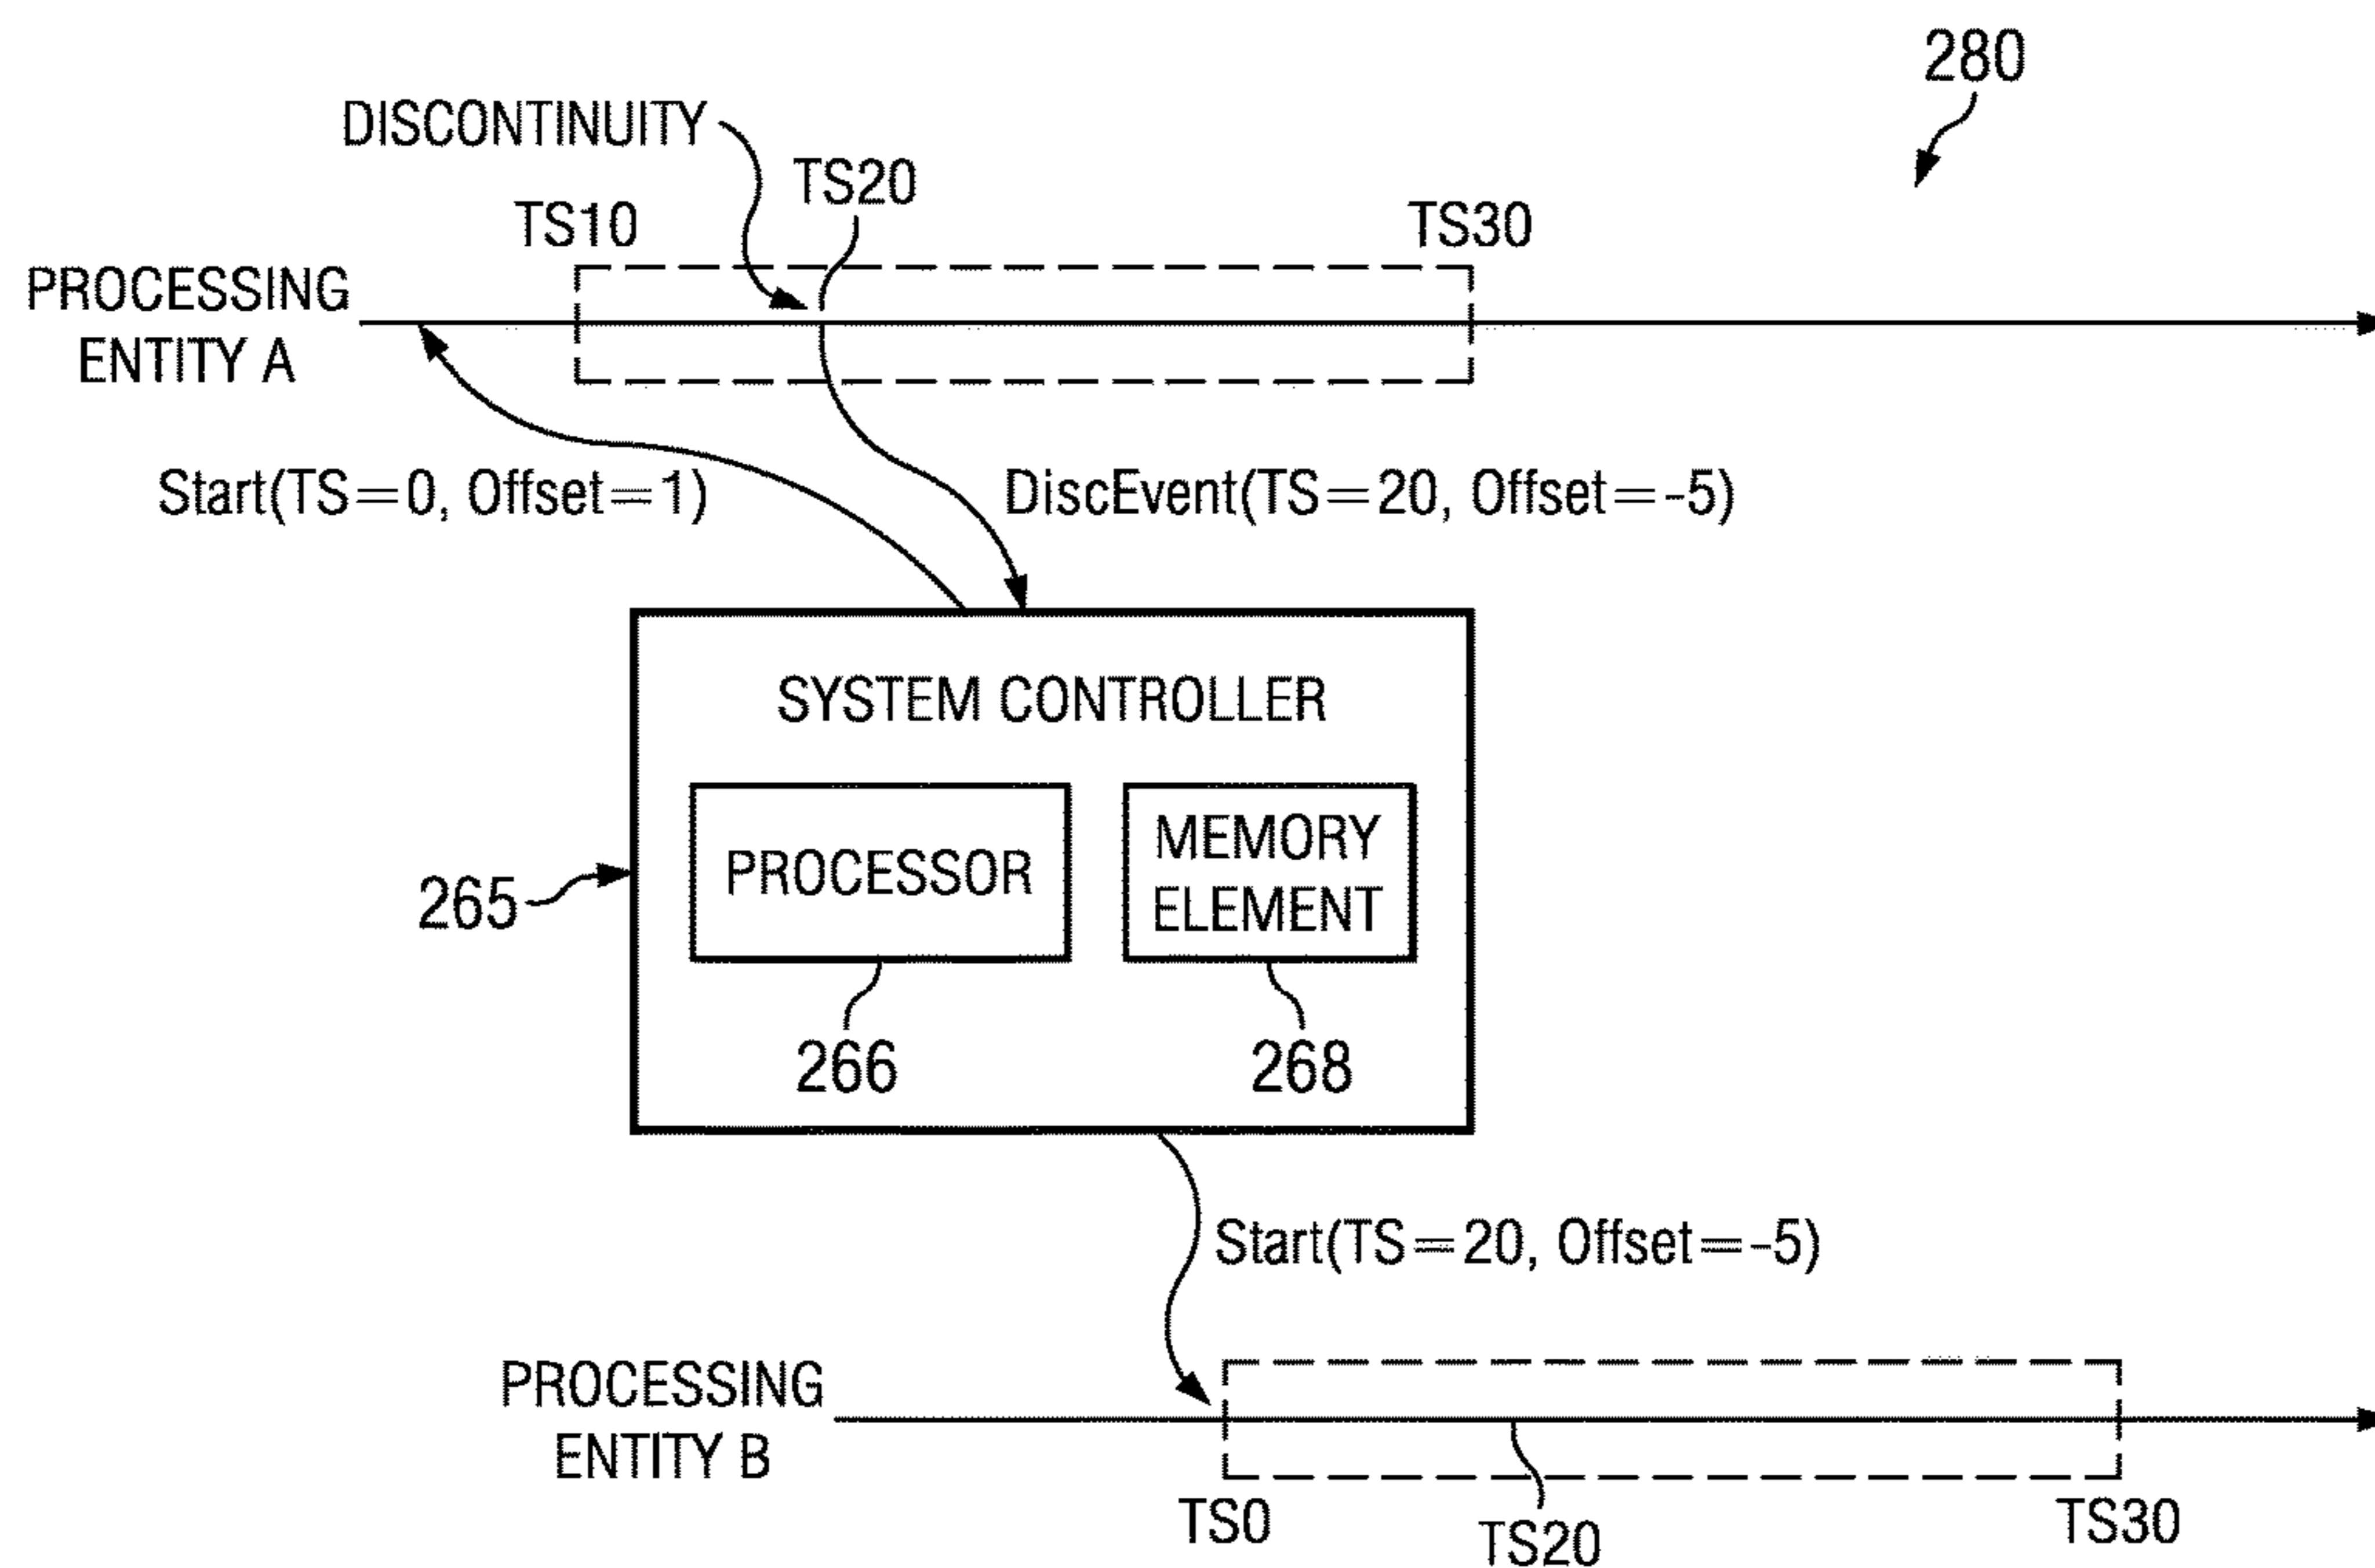 280
DISCONTINUITY
TS20
TS10
TS30
PROCESSING
ENTITY A
Start(TS=0, Offset=1)
DiscEvent(TS=20, Offset=-5)
SYSTEM CONTROLLER
PROCESSOR
MEMORY
ELEMENT
265
266
268
Start(TS=20, Offset=-5)
PROCESSING
ENTITY B
TS0
TS20
TS30